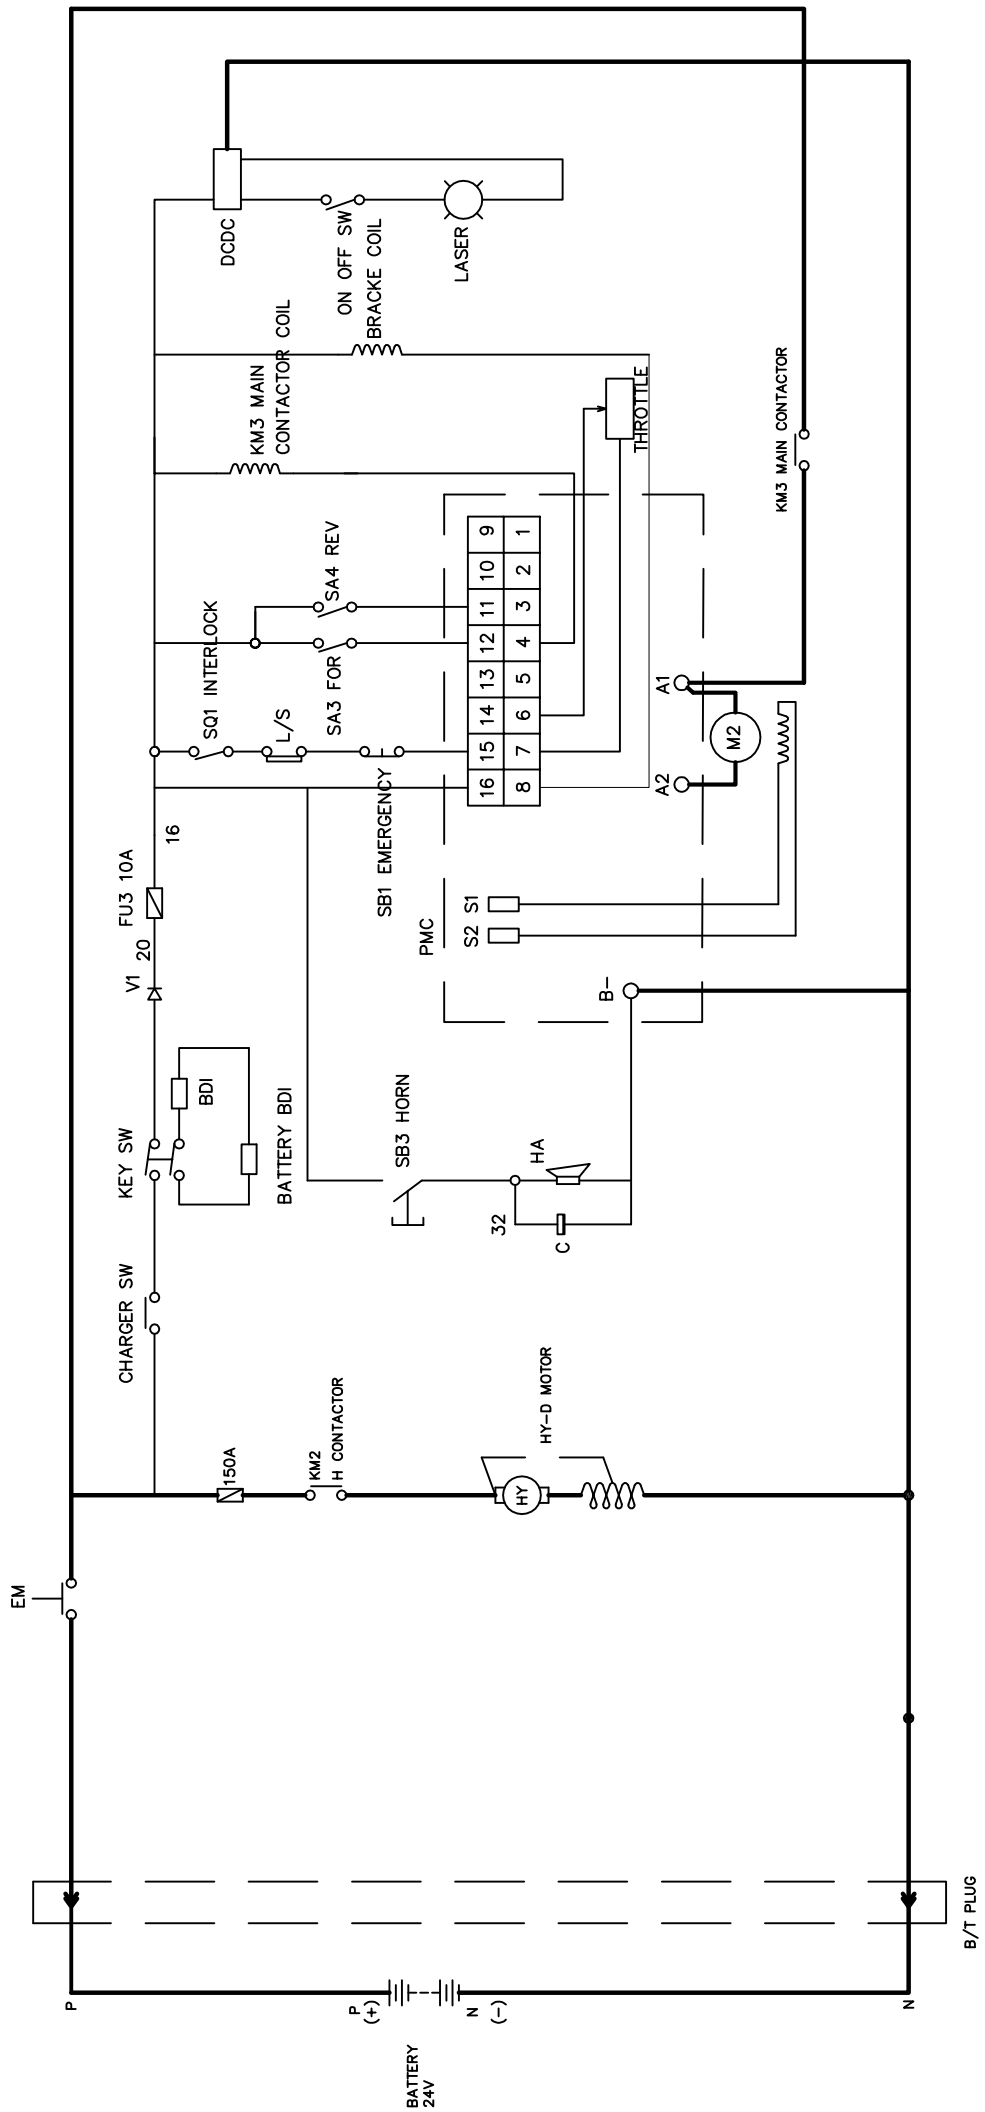 EM
P
FU3 10A
16
V1
20
KEY SW
BDI
BATTERY BDI
CHARGER SW
150A
KM2
H CONTACTOR
HY
HY-D MOTOR
DCDC
ON OFF SW
BRACKE COIL
LASER
KM3 MAIN
CONTACTOR COIL
THROTTLE
SA4 REV
SA3 FOR
SQ1 INTERLOCK
L/S
SB1 EMERGENCY
9
10
11
12
13
14
15
16
1
2
3
4
5
6
7
8
KM3 MAIN CONTACTOR
A1
A2
M2
S1
S2
PMC
B-
SB3 HORN
HA
32
C
P
(+)
N
(-)
BATTERY
24V
N
B/T PLUG